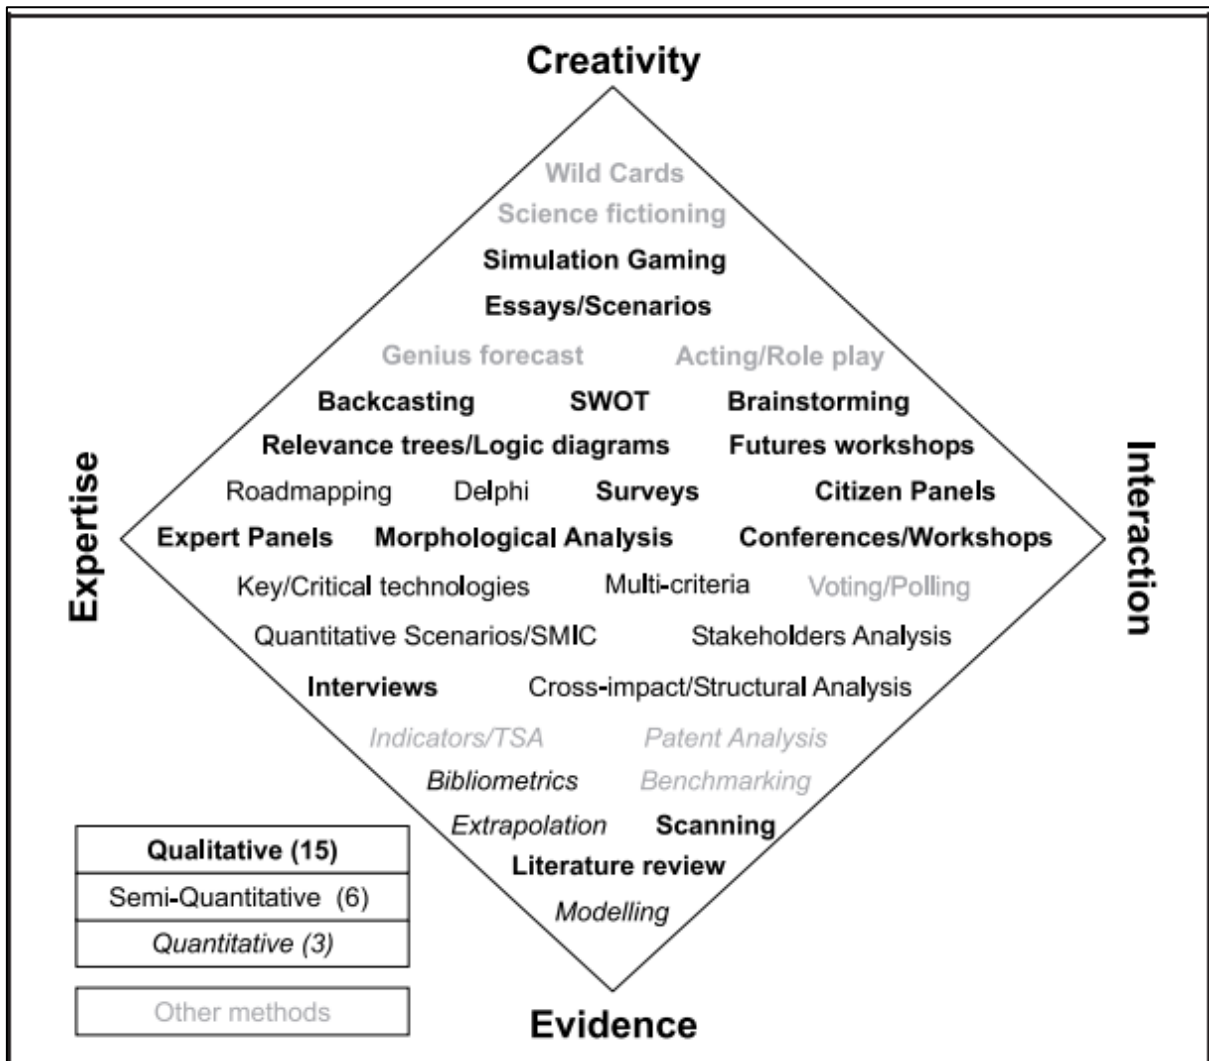 Creativity
Wild Cards
Science fictioning
Simulation Gaming
Essays/Scenarios
Genius forecast Acting/Role play
Backcasting SWOT Brainstorming
Relevance trees/Logic diagrams Futures workshops
Roadmapping Delphi Surveys Citizen Panels
Expertise
Interaction
Expert Panels Morphological Analysis Conferences/Workshops
Key/Critical technologies Multi-criteria Voting/Polling
Quantitative Scenarios/SMIC Stakeholders Analysis
Interviews Cross-impact/Structural Analysis
Indicators/TSA Patent Analysis
Bibliometrics Benchmarking
Extrapolation Scanning
Literature review
Modelling
Qualitative (15)
Semi-Quantitative (6)
Quantitative (3)
Other methods
Evidence